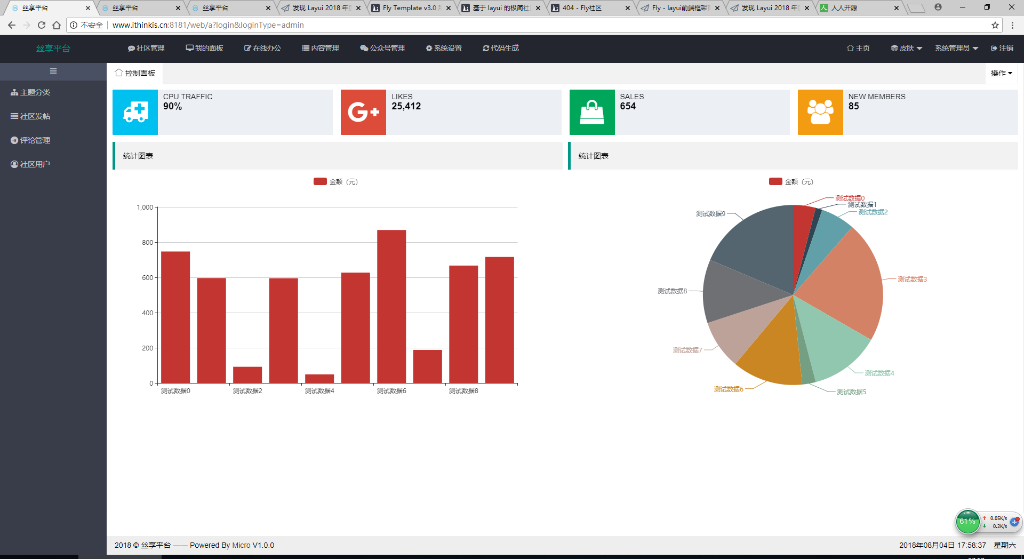 丝享平台
丝享平台
丝享平台
发现 Layui 2018 年度
Fly Template v3.0
基于 layui 的极简社
404 - Fly社区
Fly - layui前端框架
发现 Layui 2018 年度
人人开源
不安全 | www.ithinkls.cn:8181/web/a?login&loginType=admin
丝享平台
社区管理
我的面板
在线办公
内容管理
公众号管理
系统设置
代码生成
主页
皮肤
系统管理员
注销
主题分类
社区发帖
评论管理
社区用户
控制面板
操作
CPU TRAFFIC
90%
LIKES
25,412
SALES
654
NEW MEMBERS
85
统计图表
统计图表
金额（元）
1,000
800
600
400
200
0
测试数据0
测试数据2
测试数据4
测试数据6
测试数据8
金额（元）
测试数据0
测试数据1
测试数据2
测试数据3
测试数据4
测试数据5
测试数据6
测试数据7
测试数据8
测试数据9
2018 © 丝享平台 —— Powered By Micro V1.0.0
2018年08月04日 17:58:37 星期六